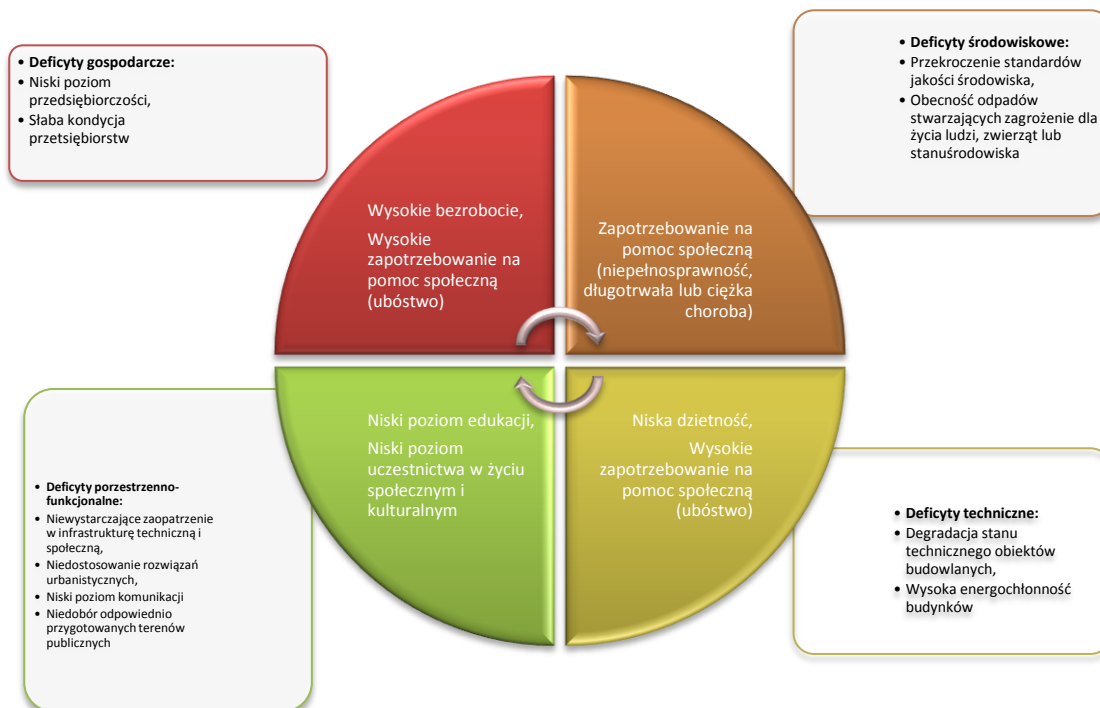 • Deficyty gospodarcze:
• Niski poziom
przedsiębiorczości,
• Słaba kondycja
przetsiębiorstw
• Deficyty środowiskowe:
• Przekroczenie standardów
jakości środowiska,
• Obecność odpadów
stwarzających zagrożenie dla
życia ludzi, zwierząt lub
stanuśrodowiska
Wysokie bezrobocie,
Wysokie
zapotrzebowanie na
pomoc społeczną
(ubóstwo)
Zapotrzebowanie na
pomoc społeczną
(niepełnosprawność,
długotrwała lub ciężka
choroba)
Niski poziom edukacji,
Niski poziom
uczestnictwa w życiu
społecznym i
kulturalnym
Niska dzietność,
Wysokie
zapotrzebowanie na
pomoc społeczną
(ubóstwo)
• Deficyty porzestrzenno-
funkcjonalne:
• Niewystarczające zaopatrzenie
w infrastrukturę techniczną i
społeczną,
• Niedostosowanie rozwiązań
urbanistycznych,
• Niski poziom komunikacji
• Niedobór odpowiednio
przygotowanych terenów
publicznych
• Deficyty techniczne:
• Degradacja stanu
technicznego obiektów
budowlanych,
• Wysoka energochłonność
budynków